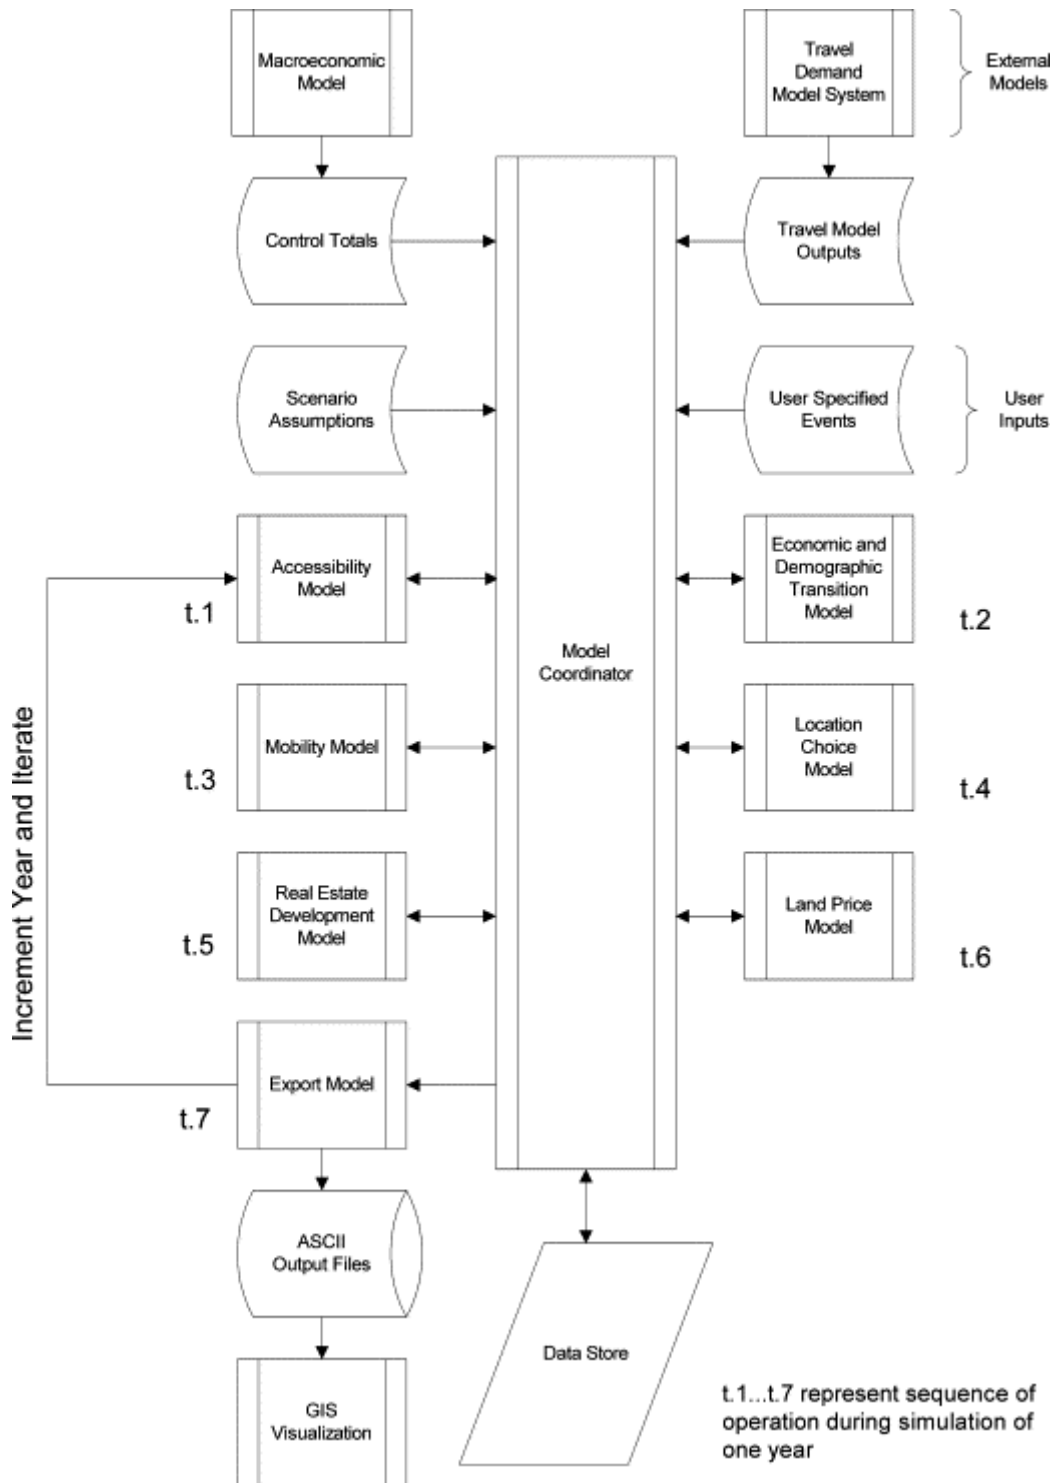 Macroeconomic
Model
Travel
Demand
Model System
External
Models
Control Totals
Travel Model
Outputs
Scenario
Assumptions
User Specified
Events
User
Inputs
Accessibility
Model
t.1
Economic and
Demographic
Transition
Model
t.2
Model
Coordinator
Increment Year and Iterate
Mobility Model
t.3
Location
Choice
Model
t.4
Real Estate
Development
Model
t.5
Land Price
Model
t.6
Export Model
t.7
ASCII
Output Files
Data Store
GIS
Visualization
t.1...t.7 represent sequence of
operation during simulation of
one year